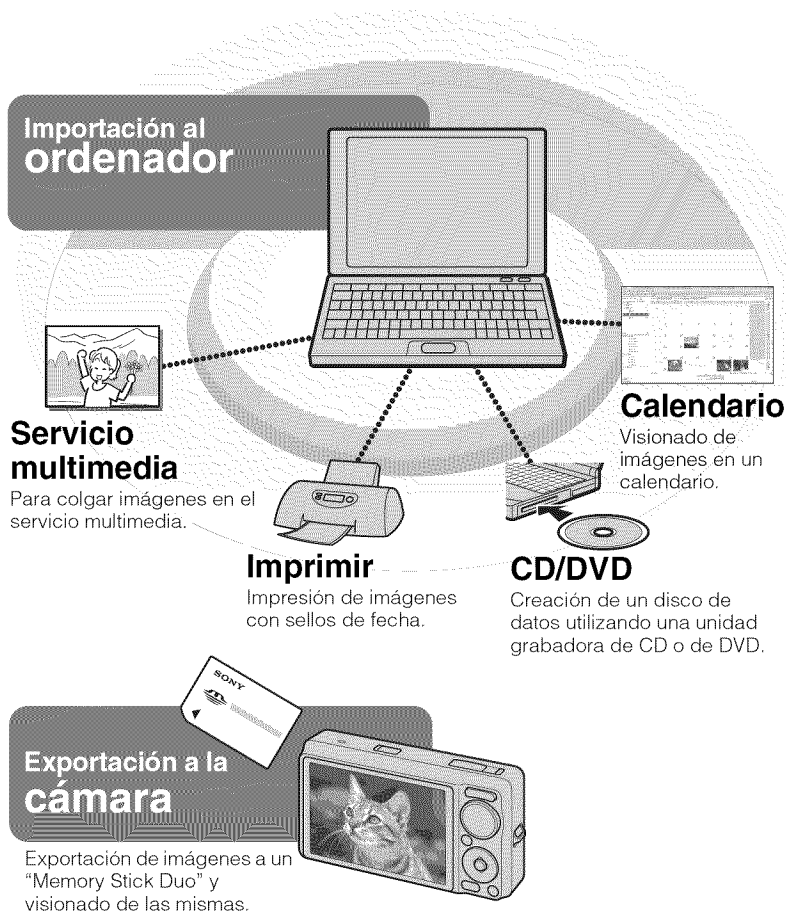 Importación al
ordenador
Servicio
multimedia
Para colgar imágenes en el
servicio multimedia.
Calendario
Visionado de
imágenes en un
calendario.
Imprimir
Impresión de imágenes
con sellos de fecha.
CD/DVD
Creación de un disco de
datos utilizando una unidad
grabadora de CD o de DVD.
SONY
Exportación a la
cámara
Exportación de imágenes a un
“Memory Stick Duo” y
visionado de las mismas.